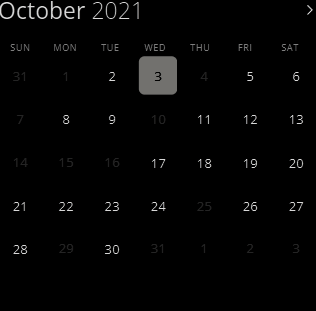 October 2021
SUN MON TUE WED THU FRI SAT
31 1 2 3 4 5 6
7 8 9 10 11 12 13
14 15 16 17 18 19 20
21 22 23 24 25 26 27
28 29 30 31 1 2 3